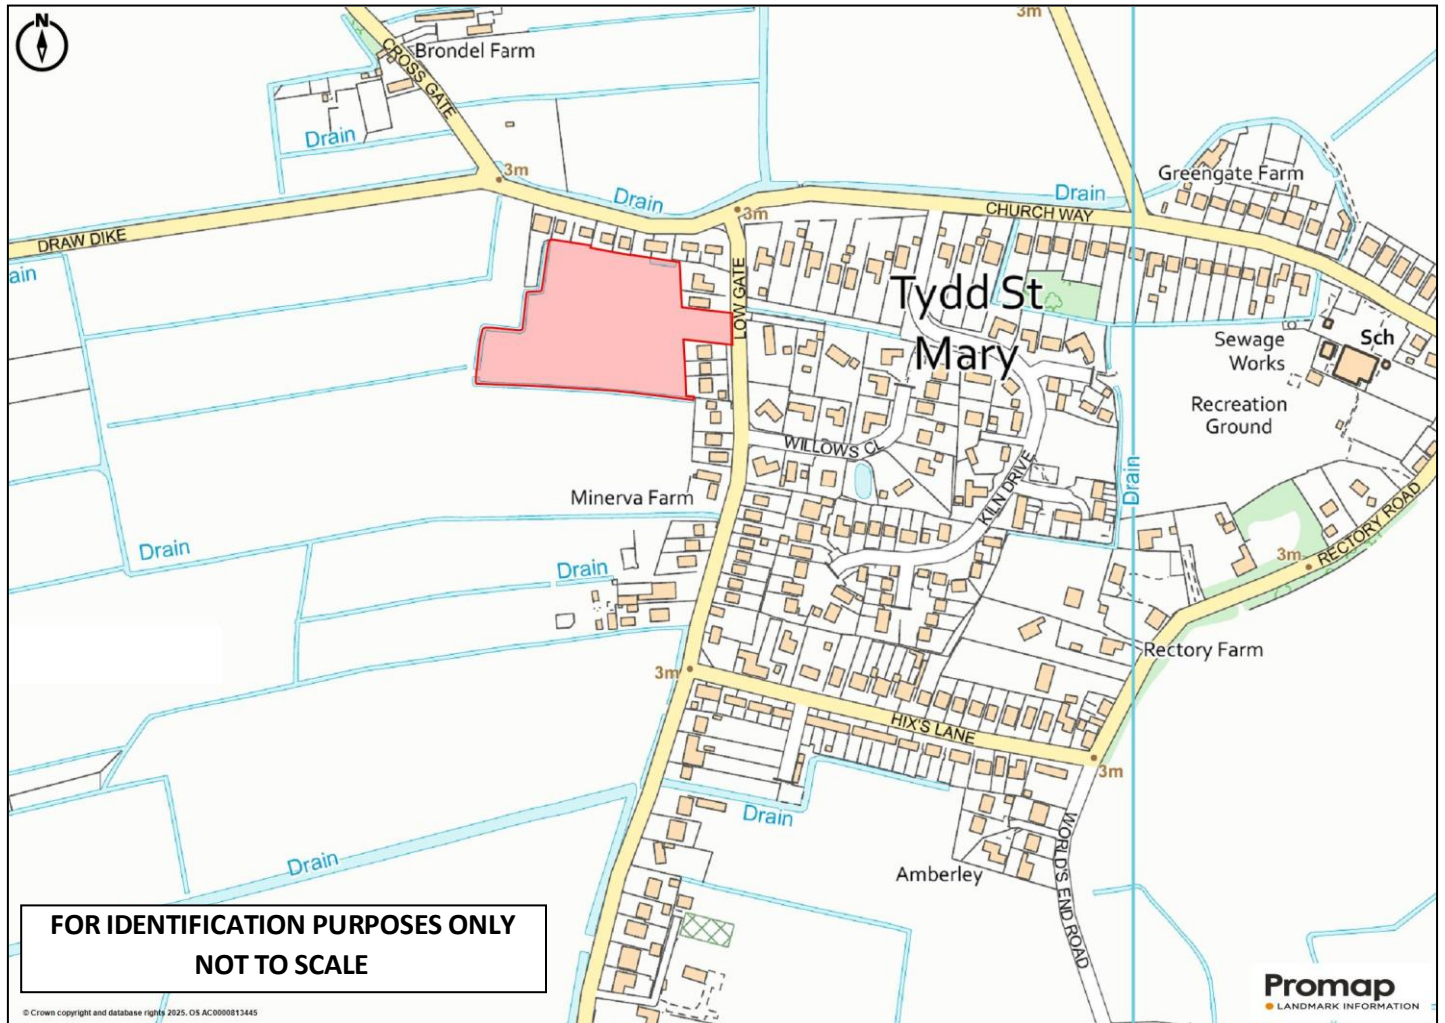 N
3m
Brondel Farm
CROSS GATE
Drain
3m
Drain
3m
Drain
Greengate Farm
CHURCH WAY
DRAW DIKE
ain
LOW GATE
Tydd St
Mary
Sewage
Works
Sch
Recreation
Ground
WILLOWS CL
KILN DRIVE
Drain
Minerva Farm
RECTORY ROAD
3m
Drain
Drain
Rectory Farm
3m
HIX'S LANE
3m
Drain
WORLD'S END ROAD
Drain
Amberley
FOR IDENTIFICATION PURPOSES ONLY
NOT TO SCALE
Promap
LANDMARK INFORMATION
© Crown copyright and database rights 2025. OS AC0000813445